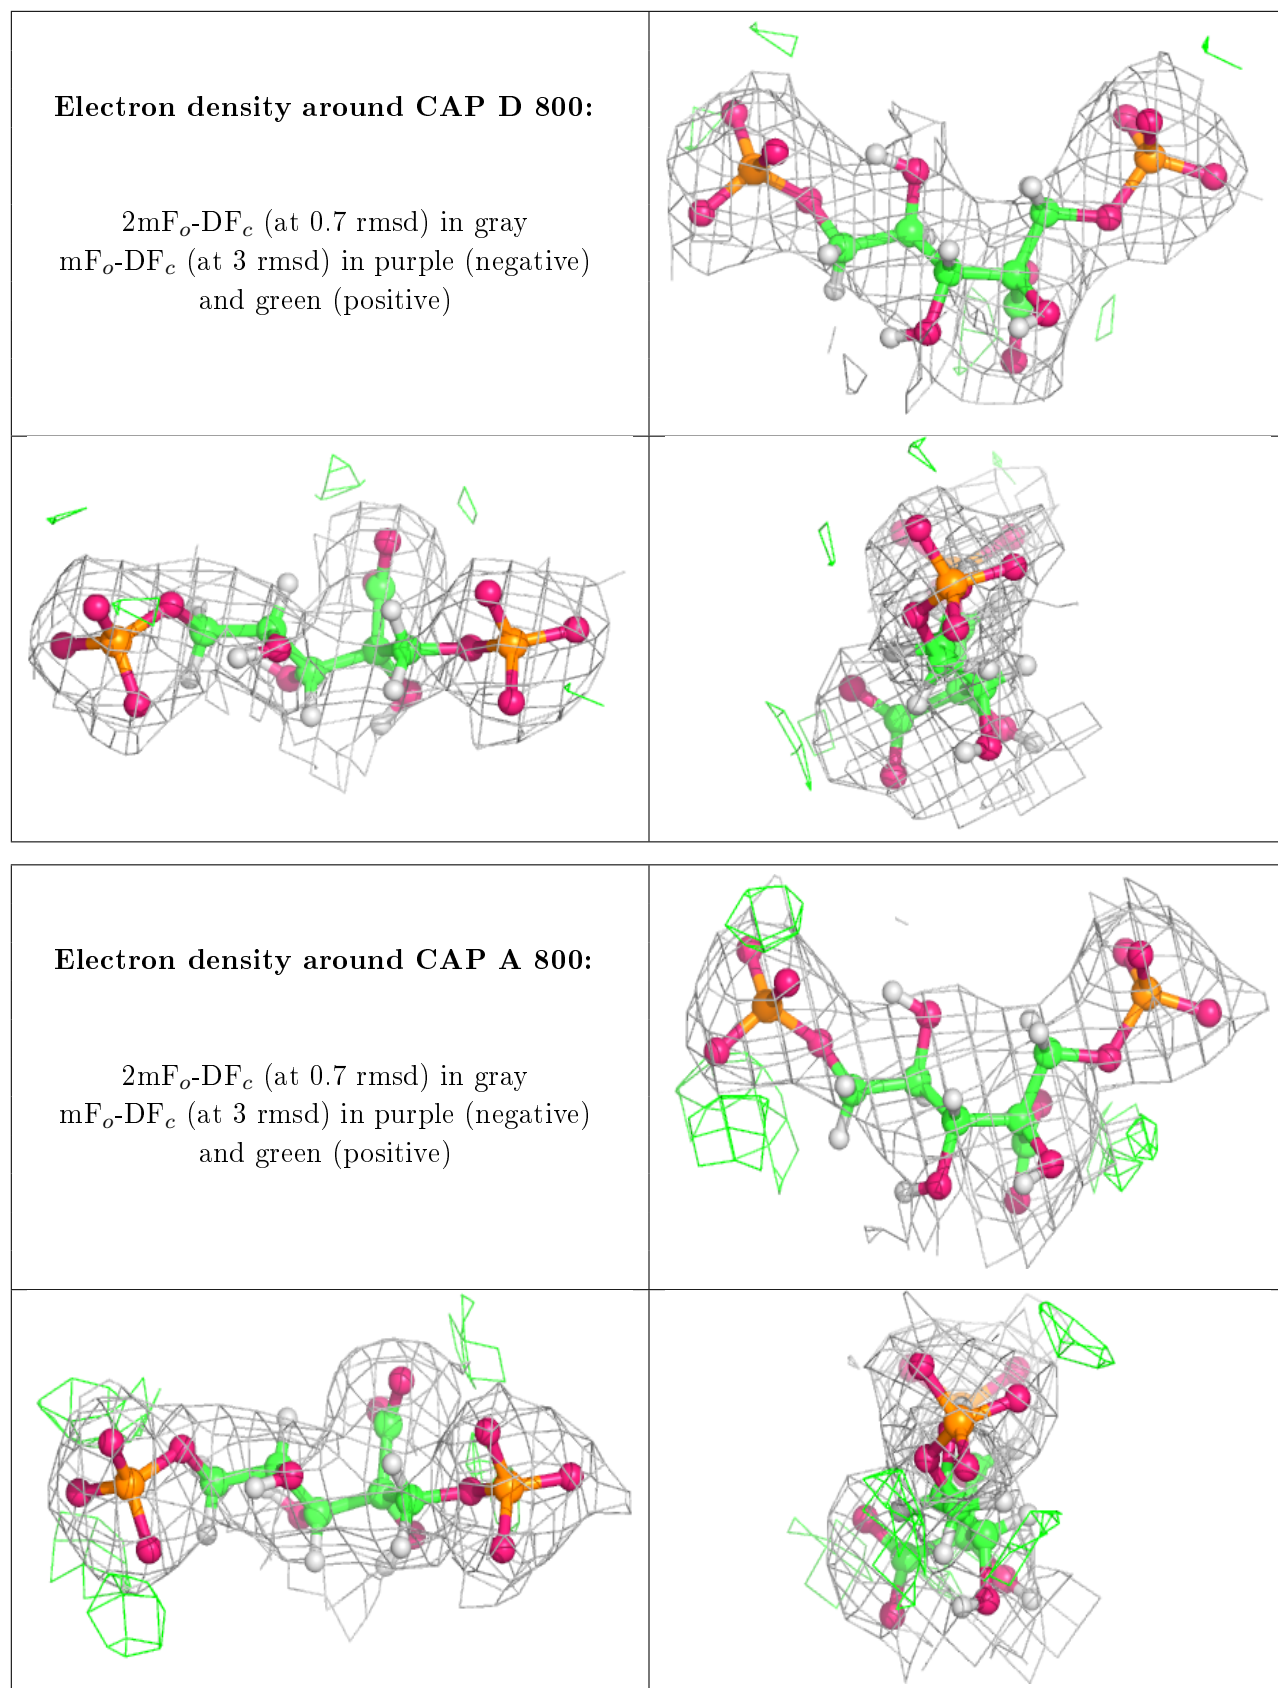 Electron density around CAP D 800:
2mFo-DFc (at 0.7 rmsd) in gray
mFo-DFc (at 3 rmsd) in purple (negative)
and green (positive)
Electron density around CAP A 800:
2mFo-DFc (at 0.7 rmsd) in gray
mFo-DFc (at 3 rmsd) in purple (negative)
and green (positive)